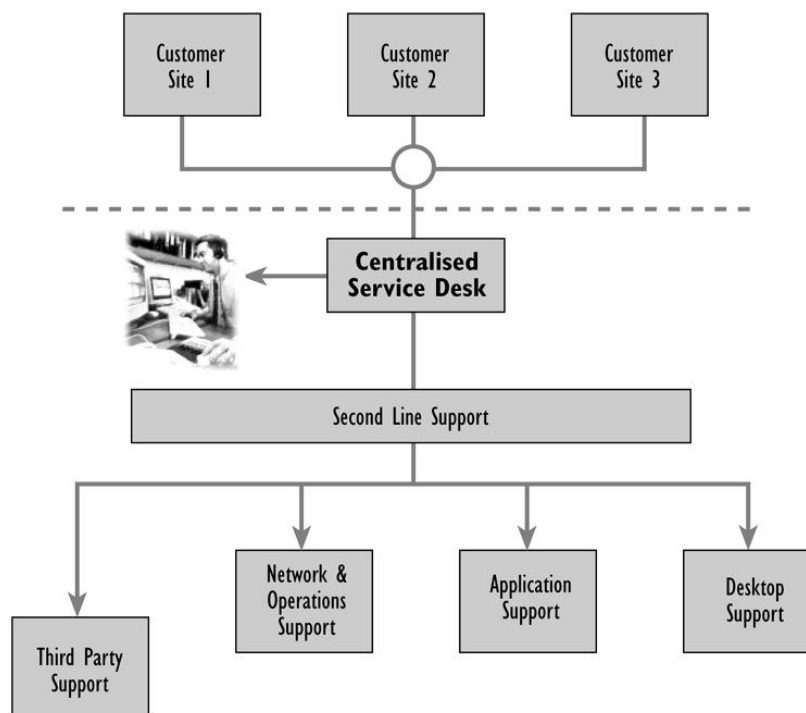 Customer
Site 1
Customer
Site 2
Customer
Site 3
Centralised
Service Desk
Second Line Support
Third Party
Support
Network &
Operations
Support
Application
Support
Desktop
Support